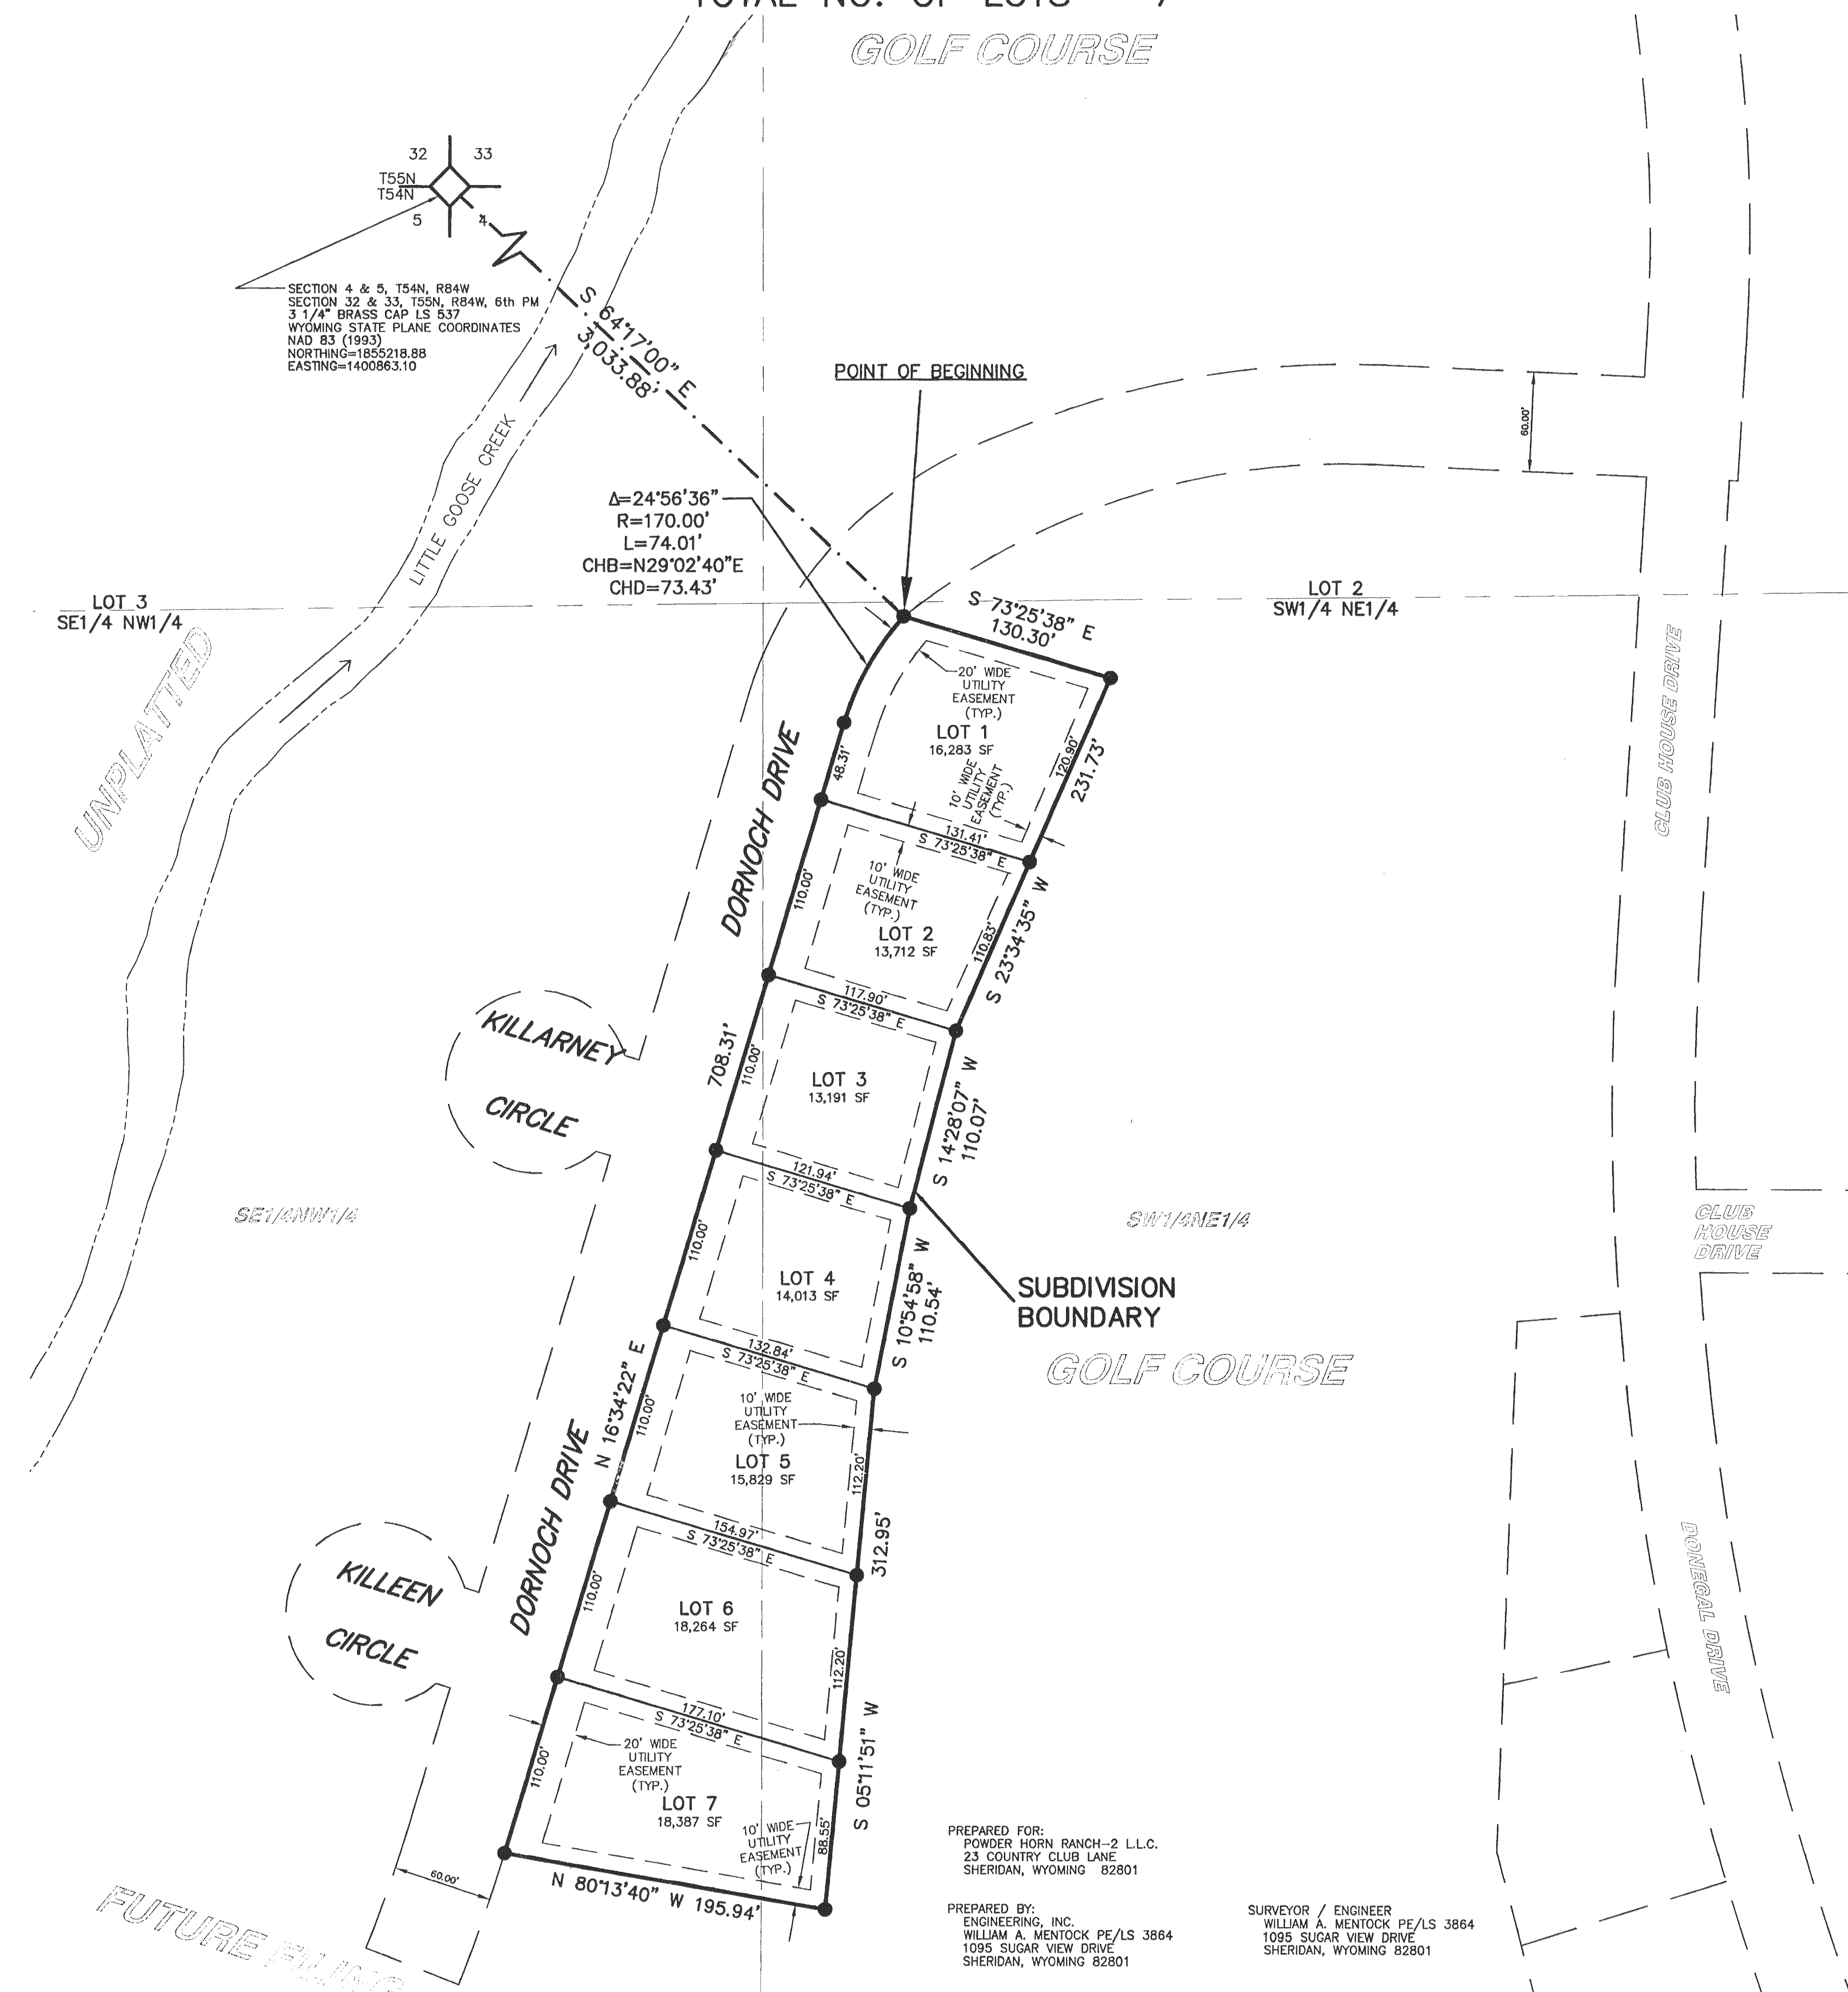 TOTAL NO. OF LOTS
GOLF COURSE
32
33
T55N
T54N
5
4
SECTION 4 & 5, T54N, R84W
SECTION 32 & 33, T55N, R84W, 6th PM
3 1/4" BRASS CAP LS 537
WYOMING STATE PLANE COORDINATES
NAD 83 (1993)
NORTHING=1855218.88
EASTING=1400863.10
S 64°17'00" E
3,033.88'
LITTLE GOOSE CREEK
POINT OF BEGINNING
60.00'
Δ=24°56'36"
R=170.00'
L=74.01'
CHB=N29°02'40"E
CHD=73.43'
LOT 3
SE1/4 NW1/4
LOT 2
SW1/4 NE1/4
UNPLATTED
CLUB HOUSE DRIVE
S 73°25'38" E
130.30'
20' WIDE
UTILITY
EASEMENT
(TYP.)
LOT 1
16,283 SF
10' WIDE
UTILITY
EASEMENT
(TYP.)
48.31'
120.90'
231.73'
DORNOCH DRIVE
131.41'
S 73°25'38" E
10' WIDE
UTILITY
EASEMENT
(TYP.)
LOT 2
13,712 SF
110.00'
110.83'
S 23°34'35" W
117.90'
S 73°25'38" E
KILLARNEY
CIRCLE
708.31'
110.00'
LOT 3
13,191 SF
S 14°28'07" W
110.07'
121.94'
S 73°25'38" E
SE1/4NW1/4
SW1/4NE1/4
CLUB
HOUSE
DRIVE
110.00'
LOT 4
14,013 SF
S 10°54'58" W
110.54'
SUBDIVISION
BOUNDARY
GOLF COURSE
132.84'
S 73°25'38" E
N 16°34'22" E
110.00'
10' WIDE
UTILITY
EASEMENT
(TYP.)
LOT 5
15,829 SF
112.20'
DORNOCH DRIVE
154.97'
S 73°25'38" E
312.95'
DONEGAL DRIVE
KILLEEN
CIRCLE
110.00'
LOT 6
18,264 SF
112.20'
177.10'
S 73°25'38" E
S 05°11'51" W
20' WIDE
UTILITY
EASEMENT
(TYP.)
110.00'
LOT 7
18,387 SF
10' WIDE
UTILITY
EASEMENT
(TYP.)
88.55'
60.00'
N 80°13'40" W 195.94'
FUTURE FILING
PREPARED FOR:
POWDER HORN RANCH-2 L.L.C.
23 COUNTRY CLUB LANE
SHERIDAN, WYOMING 82801
PREPARED BY:
ENGINEERING, INC.
WILLIAM A. MENTOCK PE/LS 3864
1095 SUGAR VIEW DRIVE
SHERIDAN, WYOMING 82801
SURVEYOR / ENGINEER
WILLIAM A. MENTOCK PE/LS 3864
1095 SUGAR VIEW DRIVE
SHERIDAN, WYOMING 82801